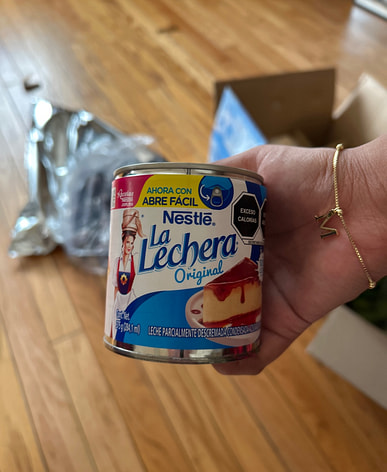 AHORA CON
ABRE FÁCIL
Nestlé®
EXCESO
CALORÍAS
La
Lechera
Original
LECHE PARCIALMENTE DESCREMADA